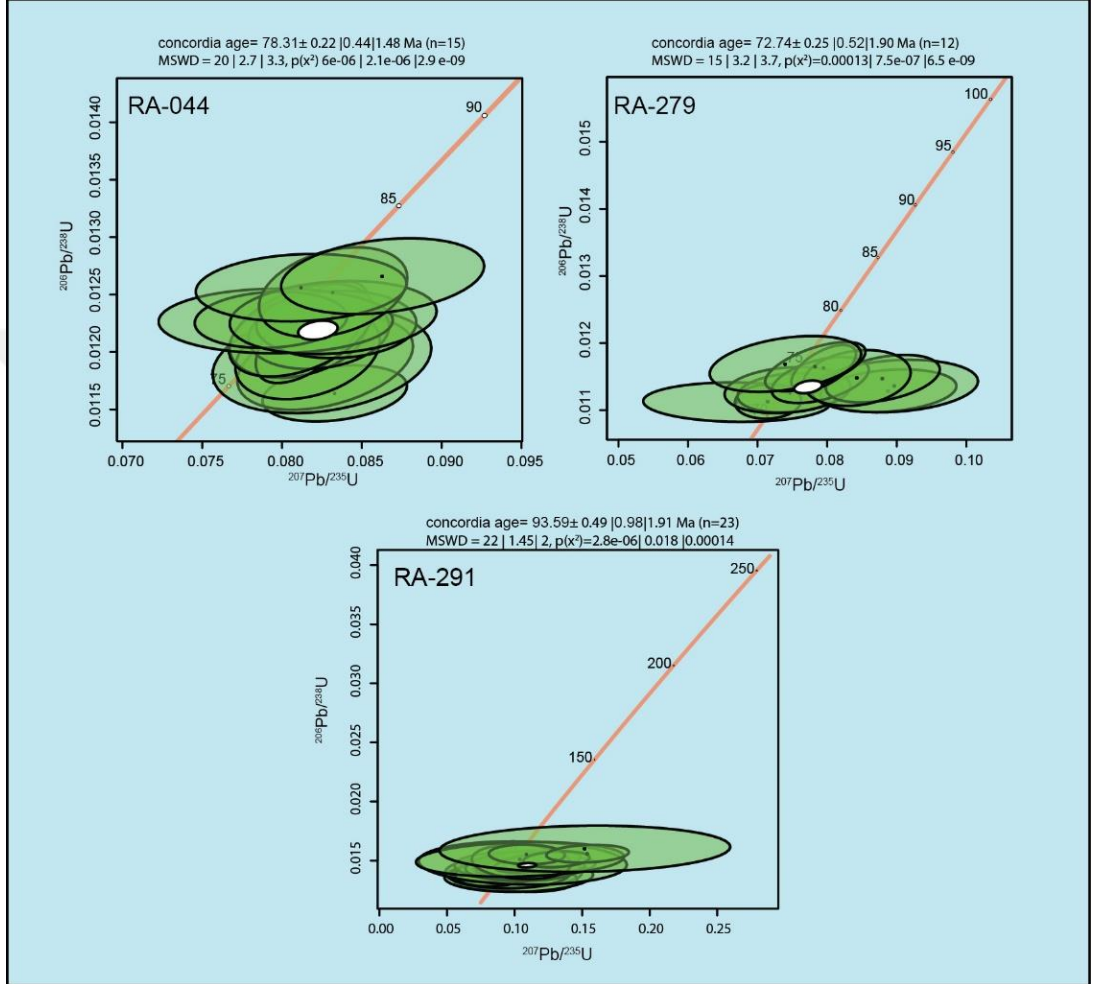 concordia age= 78.31± 0.22 |0.44|1.48 Ma (n=15)
MSWD = 20 | 2.7 | 3.3, p(x²) 6e-06 | 2.1e-06 |2.9 e-09
RA-044
90
85
75
0.0140
0.0135
0.0130
0.0125
0.0120
0.0115
²⁰⁶Pb/²³⁸U
0.070 0.075 0.080 0.085 0.090 0.095
²⁰⁷Pb/²³⁵U
concordia age= 72.74± 0.25 |0.52|1.90 Ma (n=12)
MSWD = 15 | 3.2 | 3.7, p(x²)=0.00013| 7.5e-07 |6.5 e-09
RA-279
100
95
90
85
80
75
0.015
0.014
0.013
0.012
0.011
²⁰⁶Pb/²³⁸U
0.05 0.06 0.07 0.08 0.09 0.10
²⁰⁷Pb/²³⁵U
concordia age= 93.59± 0.49 |0.98|1.91 Ma (n=23)
MSWD = 22 | 1.45| 2, p(x²)=2.8e-06| 0.018 |0.00014
RA-291
250
200
150
0.040
0.035
0.030
0.025
0.020
0.015
²⁰⁶Pb/²³⁸U
0.00 0.05 0.10 0.15 0.20 0.25
²⁰⁷Pb/²³⁵U